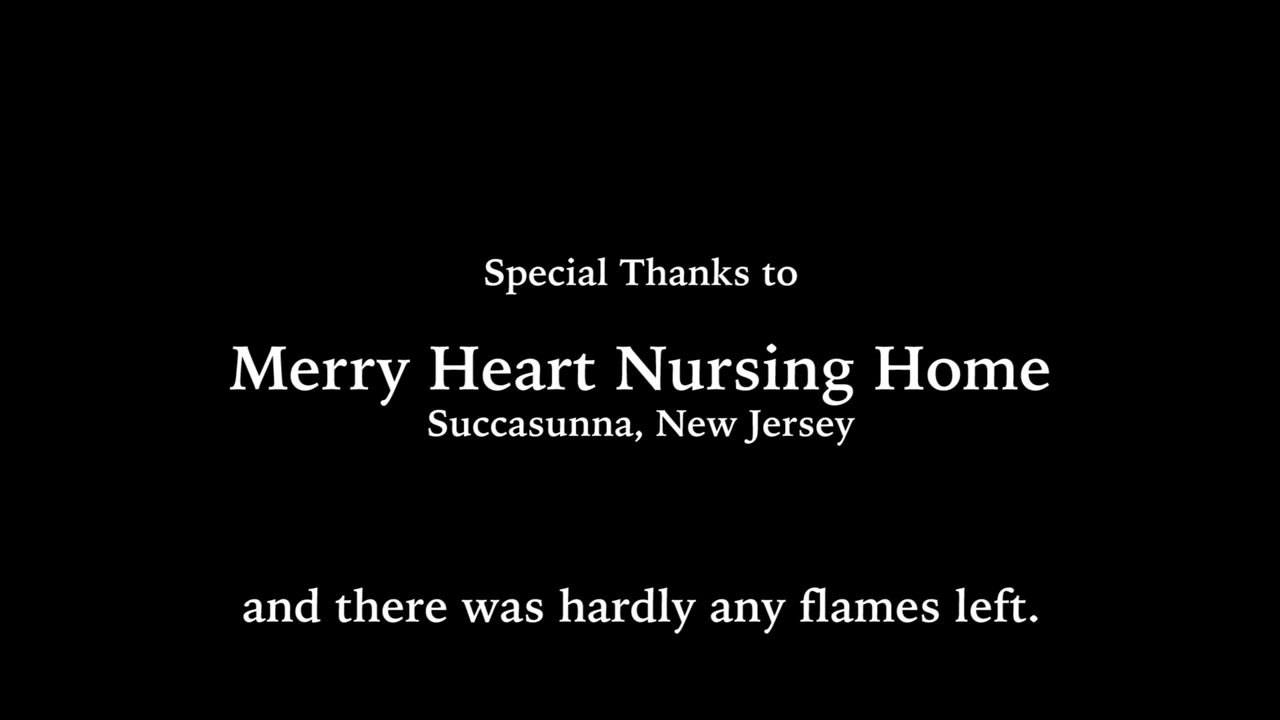 Special Thanks to
Merry Heart Nursing Home
Succasunna, New Jersey
and there was hardly any flames left.